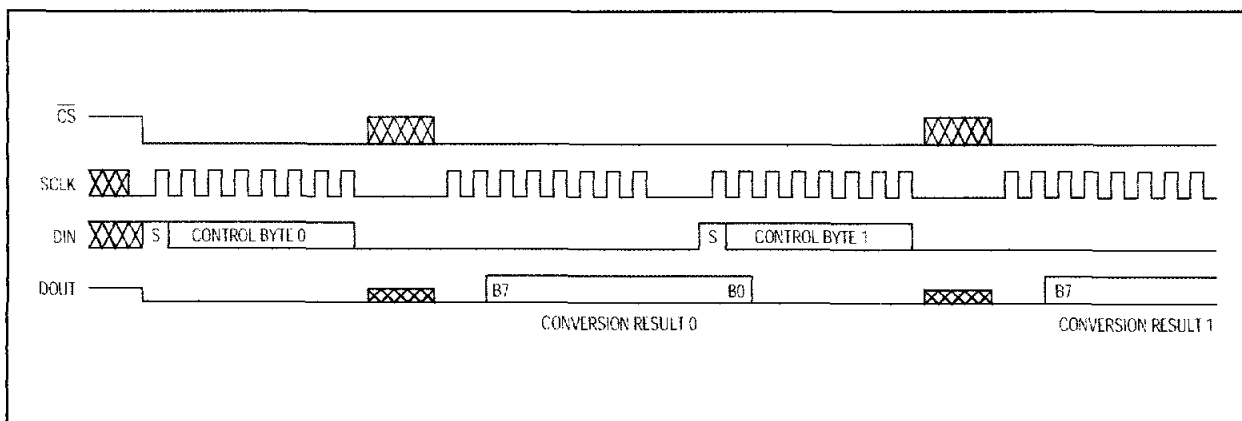 CS
SCLK
DIN S CONTROL BYTE 0 S CONTROL BYTE 1
DOUT B7 B0 B7
CONVERSION RESULT 0 CONVERSION RESULT 1